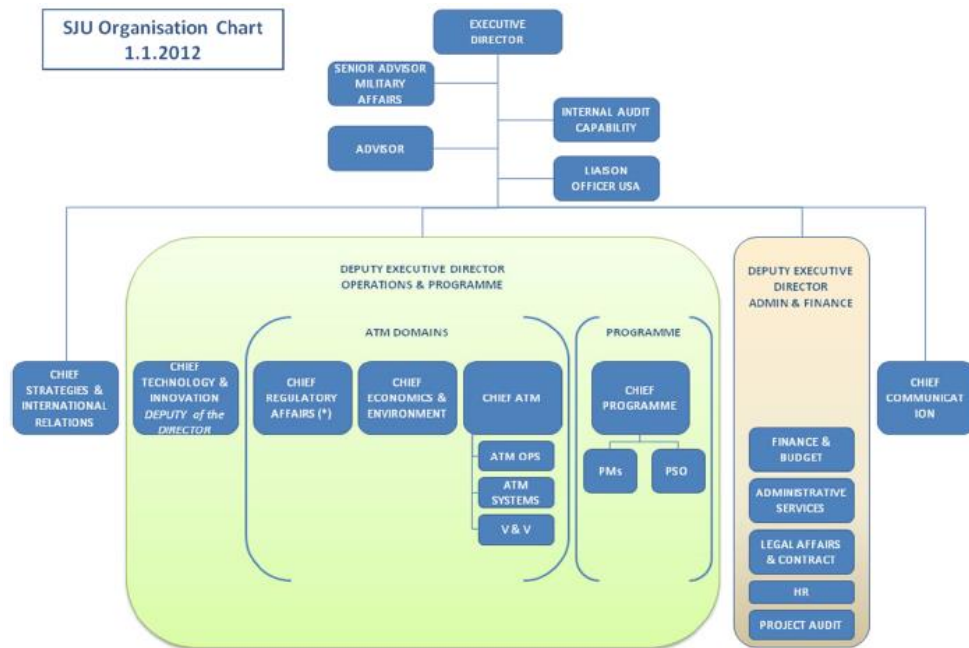 SJU Organisation Chart
1.1.2012
EXECUTIVE
DIRECTOR
SENIOR ADVISOR
MILITARY
AFFAIRS
INTERNAL AUDIT
CAPABILITY
ADVISOR
LIAISON
OFFICER USA
DEPUTY EXECUTIVE DIRECTOR
OPERATIONS & PROGRAMME
DEPUTY EXECUTIVE
DIRECTOR
ADMIN & FINANCE
ATM DOMAINS
PROGRAMME
CHIEF
STRATEGIES &
INTERNATIONAL
RELATIONS
CHIEF
TECHNOLOGY &
INNOVATION
DEPUTY of the
DIRECTOR
CHIEF
REGULATORY
AFFAIRS (*)
CHIEF
ECONOMICS &
ENVIRONMENT
CHIEF ATM
CHIEF
PROGRAMME
CHIEF
COMMUNICAT
ION
ATM OPS
ATM
SYSTEMS
V & V
PMs
PSO
FINANCE &
BUDGET
ADMINISTRATIVE
SERVICES
LEGAL AFFAIRS
& CONTRACT
HR
PROJECT AUDIT